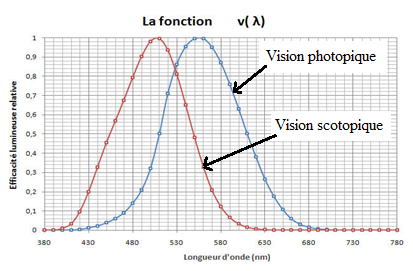 La fonction v( λ)
Vision photopique
Vision scotopique
Efficacité lumineuse relative
1
0,9
0,8
0,7
0,6
0,5
0,4
0,3
0,2
0,1
0
380 430 480 530 580 630 680 730 780
Longueur d'onde (nm)